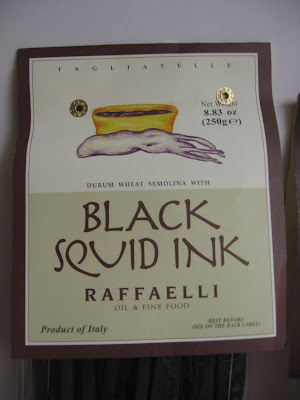 TAGLIATELLE
Net Weight
8.83 oz
(250g℮)
DURUM WHEAT SEMOLINA WITH
BLACK
SQUID INK
RAFFAELLI
OIL & FINE FOOD
Product of Italy
BEST BEFORE
(SEE ON THE BACK LABEL)